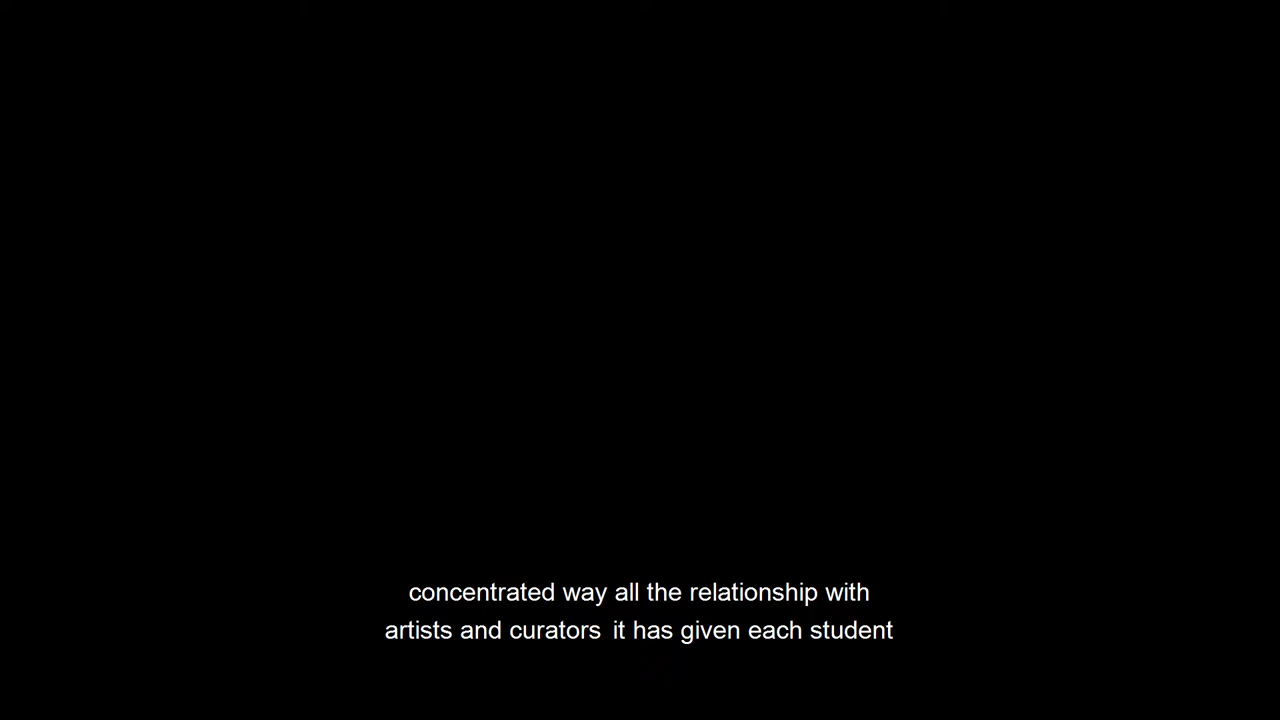 concentrated way all the relationship with
artists and curators it has given each student